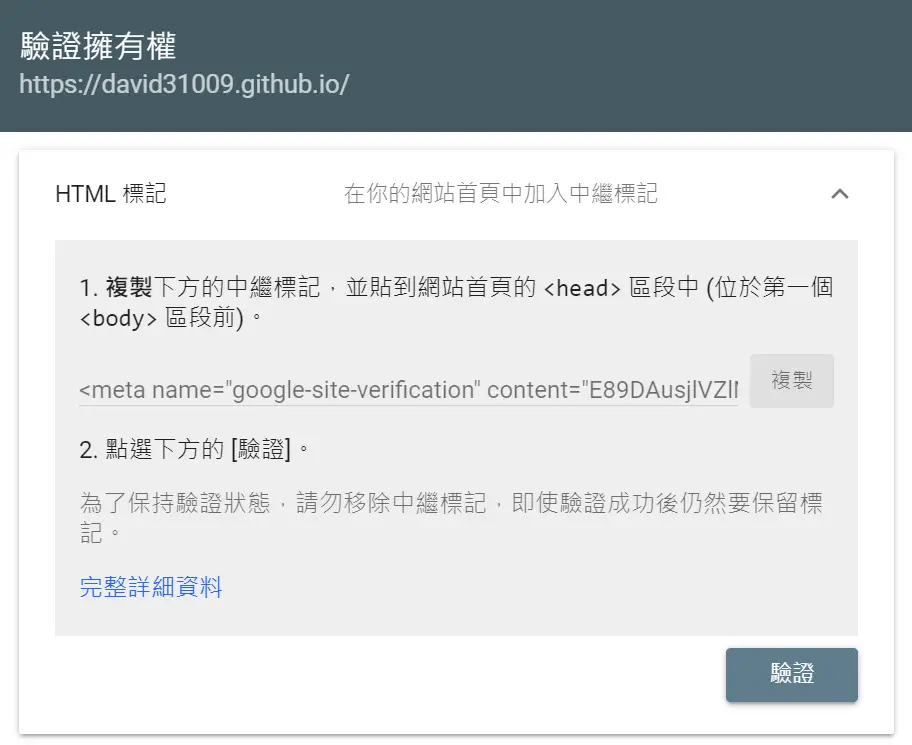 驗證擁有權
https://david31009.github.io/
HTML 標記 在你的網站首頁中加入中繼標記
1. 複製下方的中繼標記，並貼到網站首頁的 <head> 區段中 (位於第一個
<body> 區段前)。
<meta name="google-site-verification" content="E89DAusjlVZl
複製
2. 點選下方的 [驗證]。
為了保持驗證狀態，請勿移除中繼標記，即使驗證成功後仍然要保留標
記。
完整詳細資料
驗證